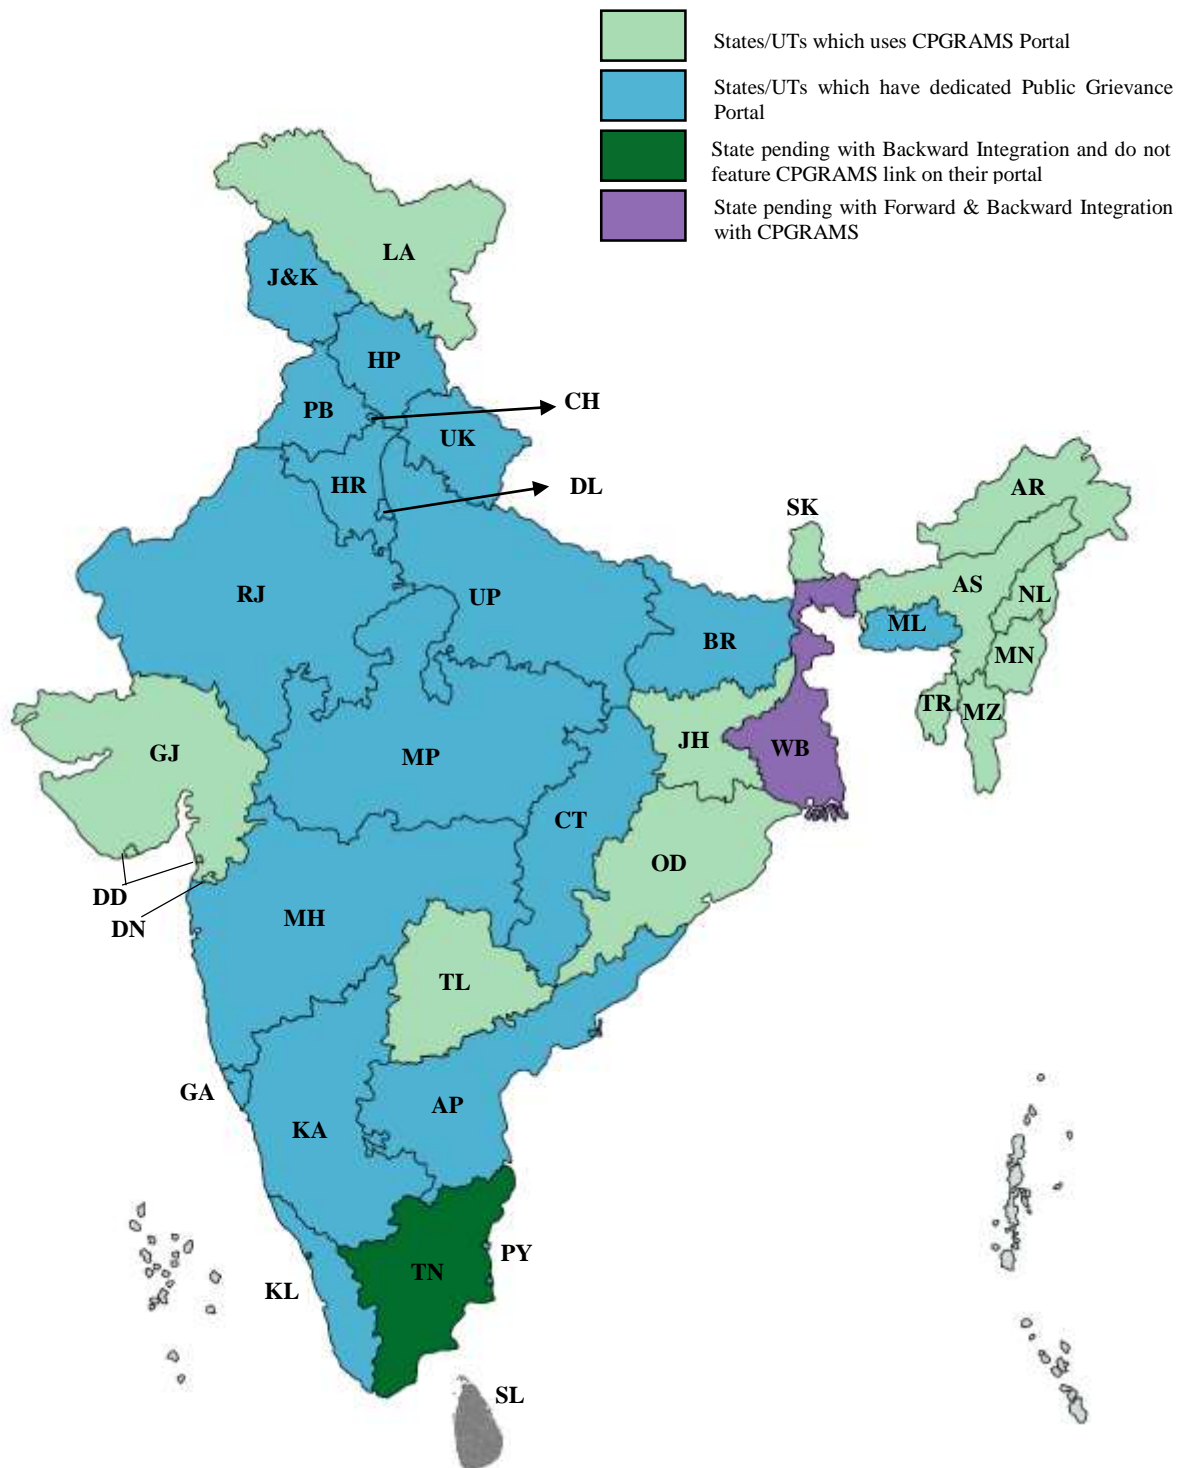 States/UTs which uses CPGRAMS Portal
States/UTs which have dedicated Public Grievance
Portal
State pending with Backward Integration and do not
feature CPGRAMS link on their portal
State pending with Forward & Backward Integration
with CPGRAMS
LA
J&K
HP
PB
CH
UK
HR
DL
SK
AR
RJ
UP
AS
NL
ML
BR
MN
TR
MZ
GJ
MP
JH
WB
CT
OD
DD
DN
MH
TL
GA
AP
KA
PY
TN
KL
SL